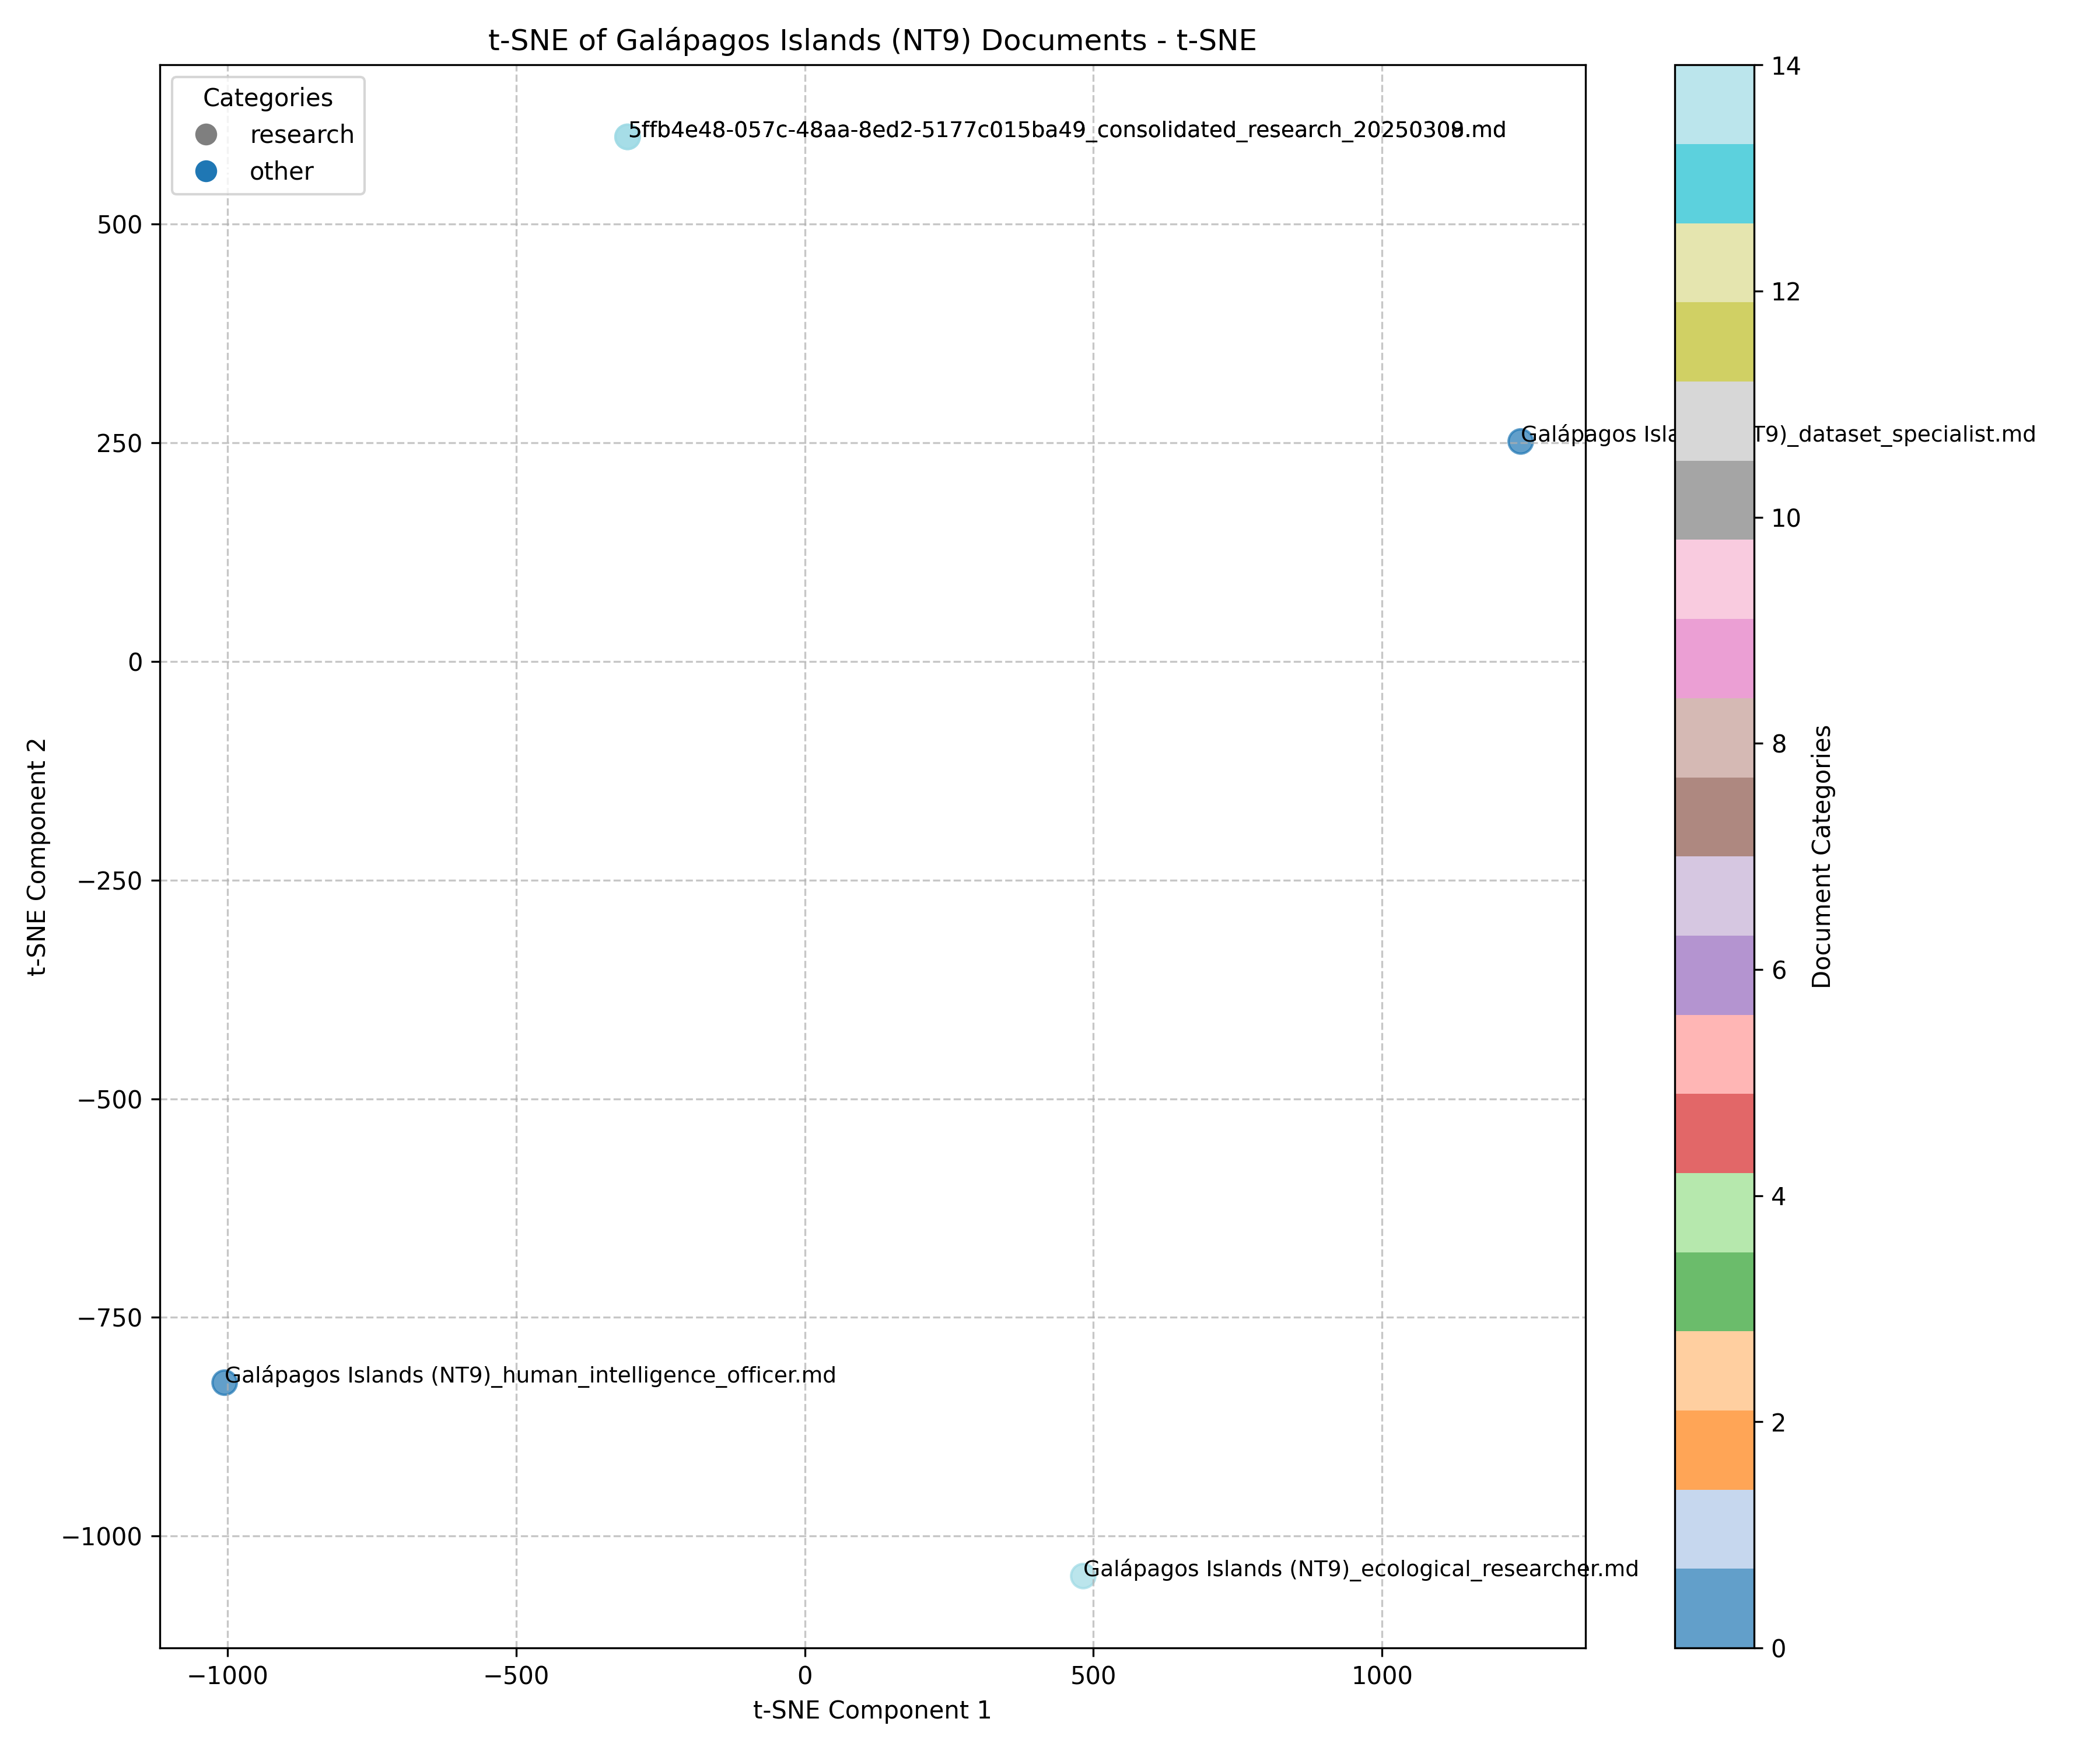 t-SNE of Galápagos Islands (NT9) Documents - t-SNE
Categories
research
other
5ffb4e48-057c-48aa-8ed2-5177c015ba49_consolidated_research_2025030
.md
Galápagos Isla
T9)_dataset_specialist.md
Galápagos Islands (NT9)_human_intelligence_officer.md
Galápagos Islands (NT9)_ecological_researcher.md
500
250
0
−250
−500
−750
−1000
t-SNE Component 2
−1000
−500
0
500
1000
t-SNE Component 1
14
12
10
8
6
4
2
0
Document Categories